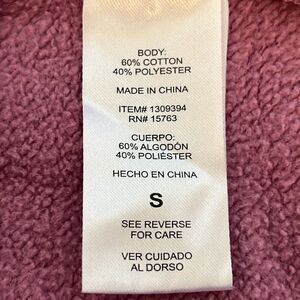 BODY:
60% COTTON
40% POLYESTER
MADE IN CHINA
ITEM# 1309394
RN# 15763
CUERPO:
60% ALGODÓN
40% POLIÉSTER
HECHO EN CHINA
S
SEE REVERSE
FOR CARE
VER CUIDADO
AL DORSO